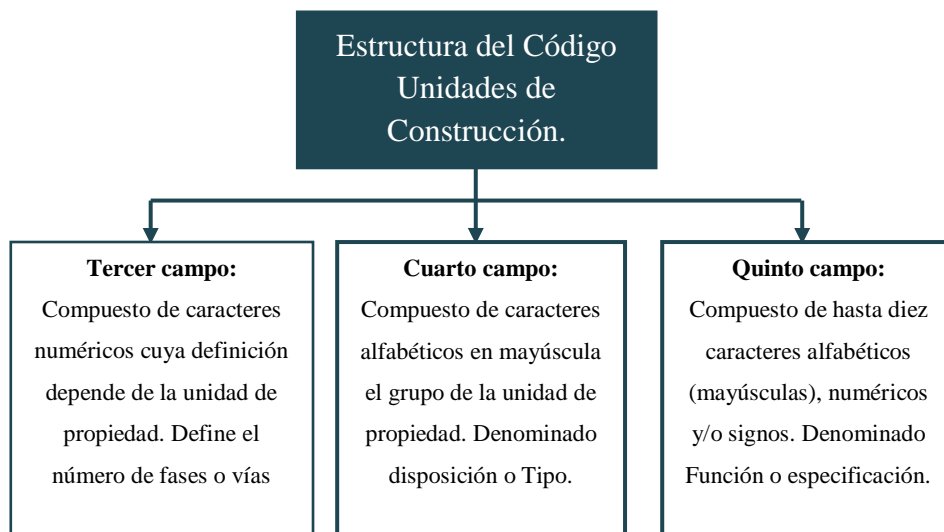 Estructura del Código
Unidades de
Construcción.
Tercer campo:
Compuesto de caracteres
numéricos cuya definición
depende de la unidad de
propiedad. Define el
número de fases o vías
Cuarto campo:
Compuesto de caracteres
alfabéticos en mayúscula
el grupo de la unidad de
propiedad. Denominado
disposición o Tipo.
Quinto campo:
Compuesto de hasta diez
caracteres alfabéticos
(mayúsculas), numéricos
y/o signos. Denominado
Función o especificación.